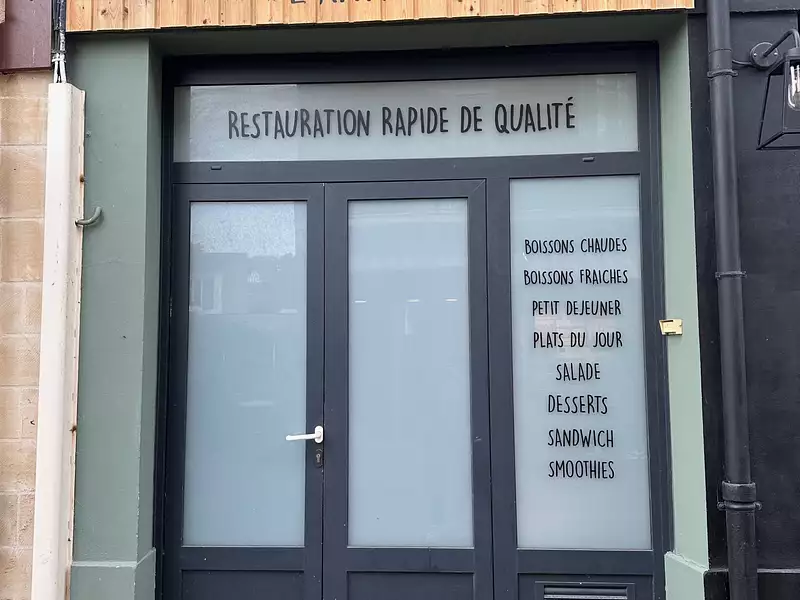 RESTAURATION RAPIDE DE QUALITÉ
BOISSONS CHAUDES
BOISSONS FRAICHES
PETIT DEJEUNER
PLATS DU JOUR
SALADE
DESSERTS
SANDWICH
SMOOTHIES